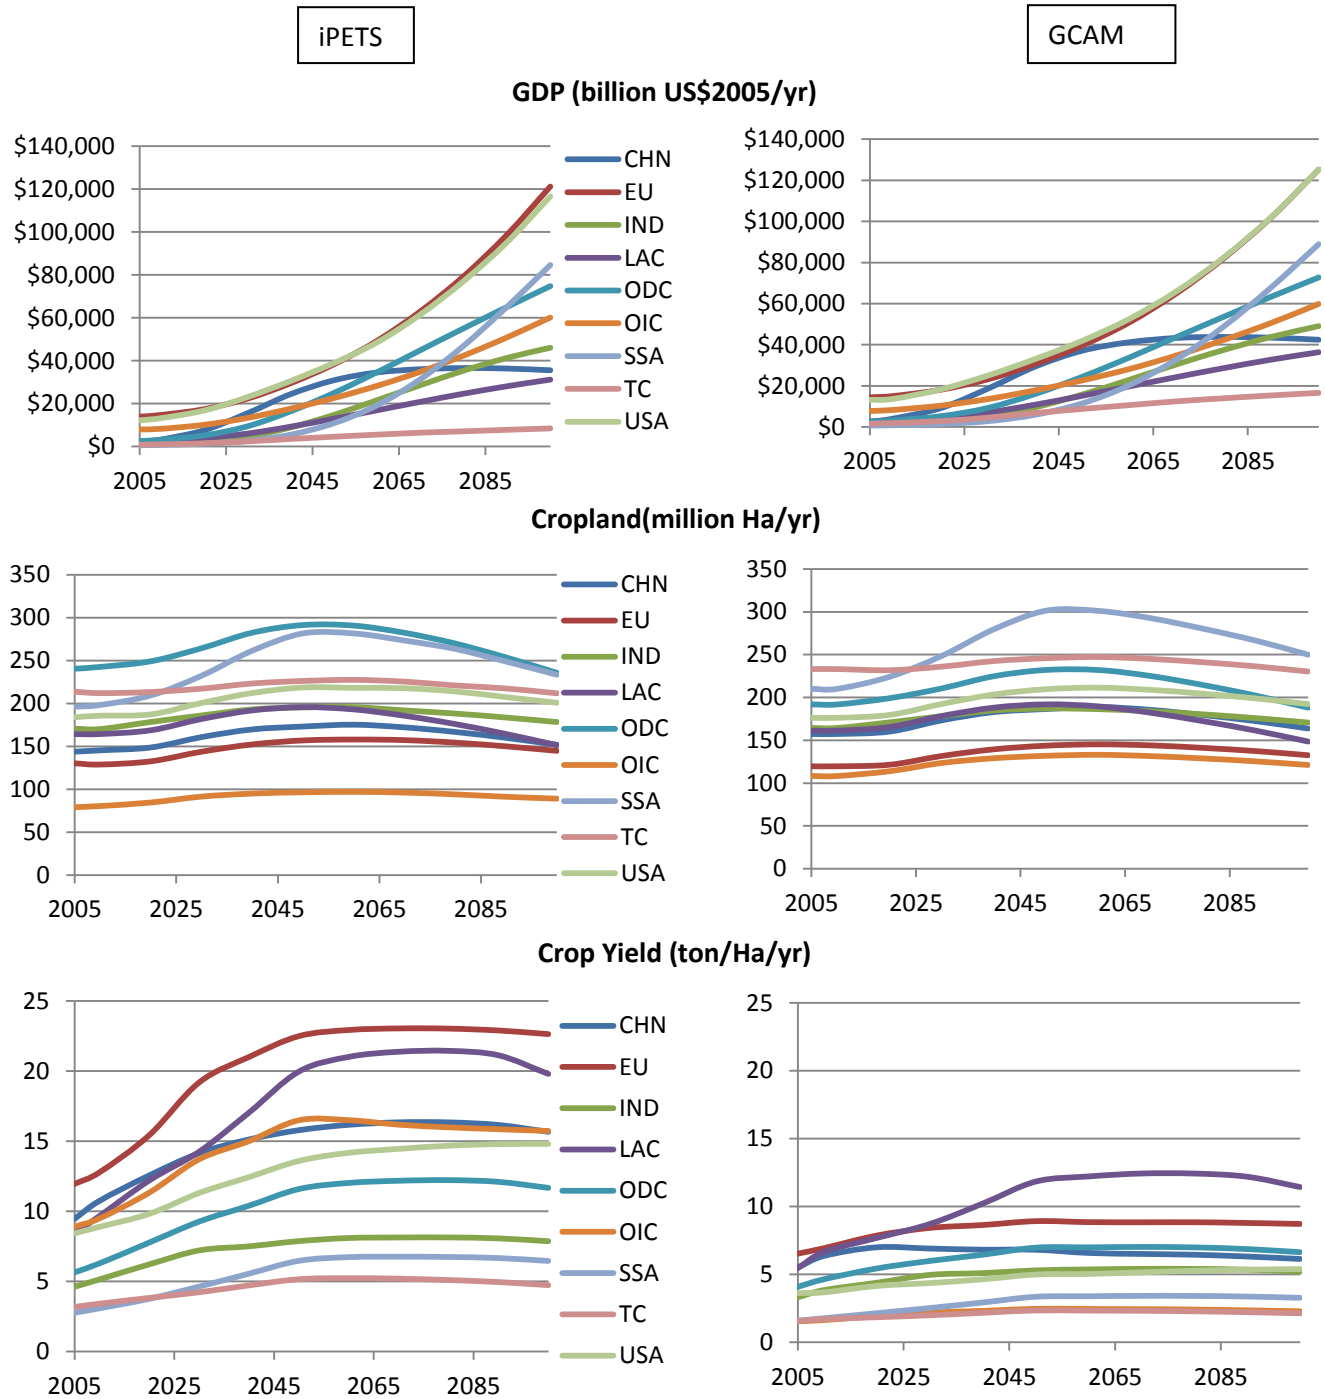 iPETS
GCAM
GDP (billion US$2005/yr)
$140,000
$120,000
$100,000
$80,000
$60,000
$40,000
$20,000
$0
2005 2025 2045 2065 2085
CHN
EU
IND
LAC
ODC
OIC
SSA
TC
USA
$140,000
$120,000
$100,000
$80,000
$60,000
$40,000
$20,000
$0
2005 2025 2045 2065 2085
Cropland(million Ha/yr)
350
300
250
200
150
100
50
0
2005 2025 2045 2065 2085
CHN
EU
IND
LAC
ODC
OIC
SSA
TC
USA
350
300
250
200
150
100
50
0
2005 2025 2045 2065 2085
Crop Yield (ton/Ha/yr)
25
20
15
10
5
0
2005 2025 2045 2065 2085
CHN
EU
IND
LAC
ODC
OIC
SSA
TC
USA
25
20
15
10
5
0
2005 2025 2045 2065 2085